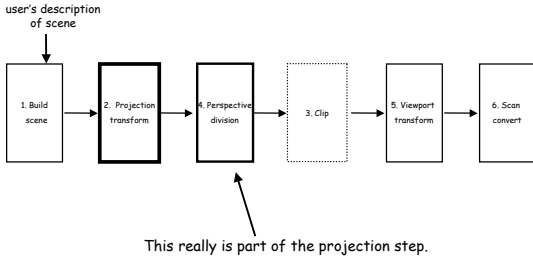 user's description
of scene
1. Build
scene
2. Projection
transform
4. Perspective
division
3. Clip
5. Viewport
transform
6. Scan
convert
This really is part of the projection step.